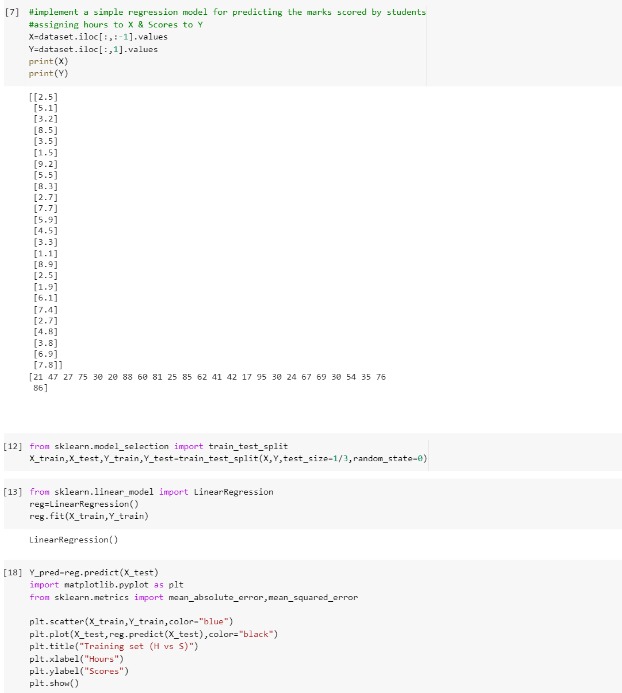 [7] #implement a simple regression model for predicting the marks scored by students
#assigning hours to X & Scores to Y
X=dataset.iloc[:,:-1].values
Y=dataset.iloc[:,1].values
print(X)
print(Y)
[[2.5]
[5.1]
[3.2]
[8.5]
[3.5]
[1.5]
[9.2]
[5.5]
[8.3]
[2.7]
[7.7]
[5.9]
[4.5]
[3.3]
[1.1]
[8.9]
[2.5]
[1.9]
[6.1]
[7.4]
[2.7]
[4.8]
[3.8]
[6.9]
[7.8]]
[21 47 27 75 30 20 88 60 81 25 85 62 41 42 17 95 30 24 67 69 30 54 35 76
86]
[12] from sklearn.model_selection import train_test_split
X_train,X_test,Y_train,Y_test=train_test_split(X,Y,test_size=1/3,random_state=0)
[13] from sklearn.linear_model import LinearRegression
reg=LinearRegression()
reg.fit(X_train,Y_train)
LinearRegression()
[18] Y_pred=reg.predict(X_test)
import matplotlib.pyplot as plt
from sklearn.metrics import mean_absolute_error,mean_squared_error
plt.scatter(X_train,Y_train,color="blue")
plt.plot(X_test,reg.predict(X_test),color="black")
plt.title("Training set (H vs S)")
plt.xlabel("Hours")
plt.ylabel("Scores")
plt.show()